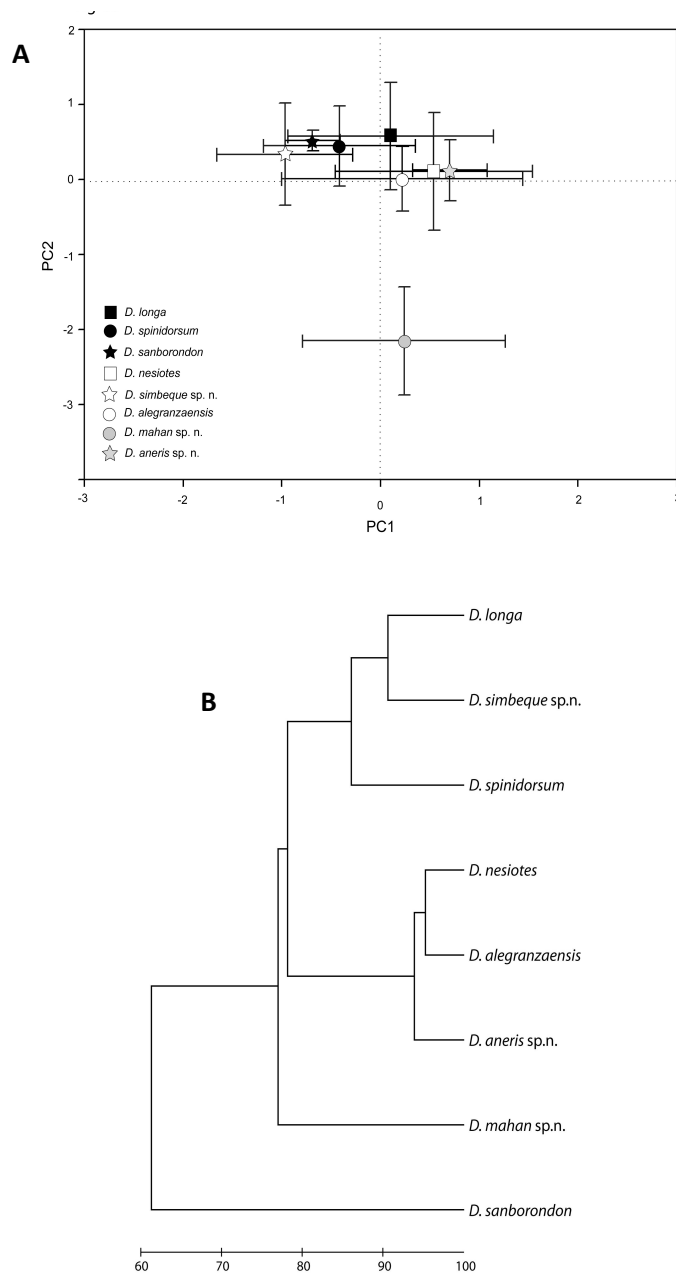 A
2
1
0
-1
-2
-3
PC2
D. longa
D. spinidorsum
D. sanborondon
D. nesiotes
D. simbeque sp. n.
D. alegranzaensis
D. mahan sp. n.
D. aneris sp. n.
-3 -2 -1 0 1 2
PC1
B
D. longa
D. simbeque sp.n.
D. spinidorsum
D. nesiotes
D. alegranzaensis
D. aneris sp.n.
D. mahan sp.n.
D. sanborondon
60 70 80 90 100